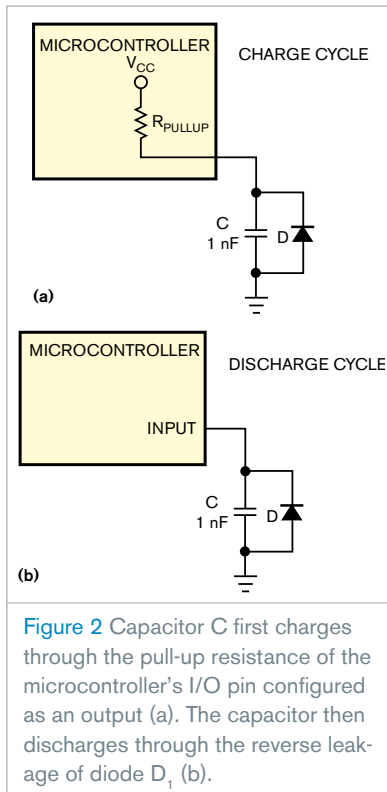 MICROCONTROLLER
V_CC
R_PULLUP
CHARGE CYCLE
C
1 nF
D
(a)
MICROCONTROLLER
DISCHARGE CYCLE
INPUT
C
1 nF
D
(b)
Figure 2 Capacitor C first charges
through the pull-up resistance of the
microcontroller's I/O pin configured
as an output (a). The capacitor then
discharges through the reverse leak-
age of diode D₁ (b).